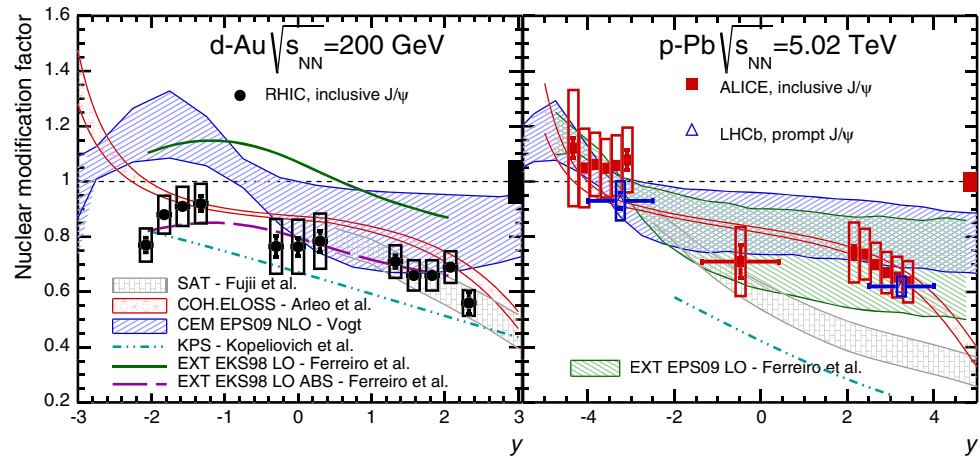 Nuclear modification factor
1.6
1.4
1.2
1
0.8
0.6
0.4
0.2
d-Au √s_NN =200 GeV
RHIC, inclusive J/ψ
SAT - Fujii et al.
COH.ELOSS - Arleo et al.
CEM EPS09 NLO - Vogt
KPS - Kopeliovich et al.
EXT EKS98 LO - Ferreiro et al.
EXT EKS98 LO ABS - Ferreiro et al.
-3 -2 -1 0 1 2 3
y
p-Pb √s_NN =5.02 TeV
ALICE, inclusive J/ψ
LHCb, prompt J/ψ
EXT EPS09 LO - Ferreiro et al.
-4 -2 0 2 4
y